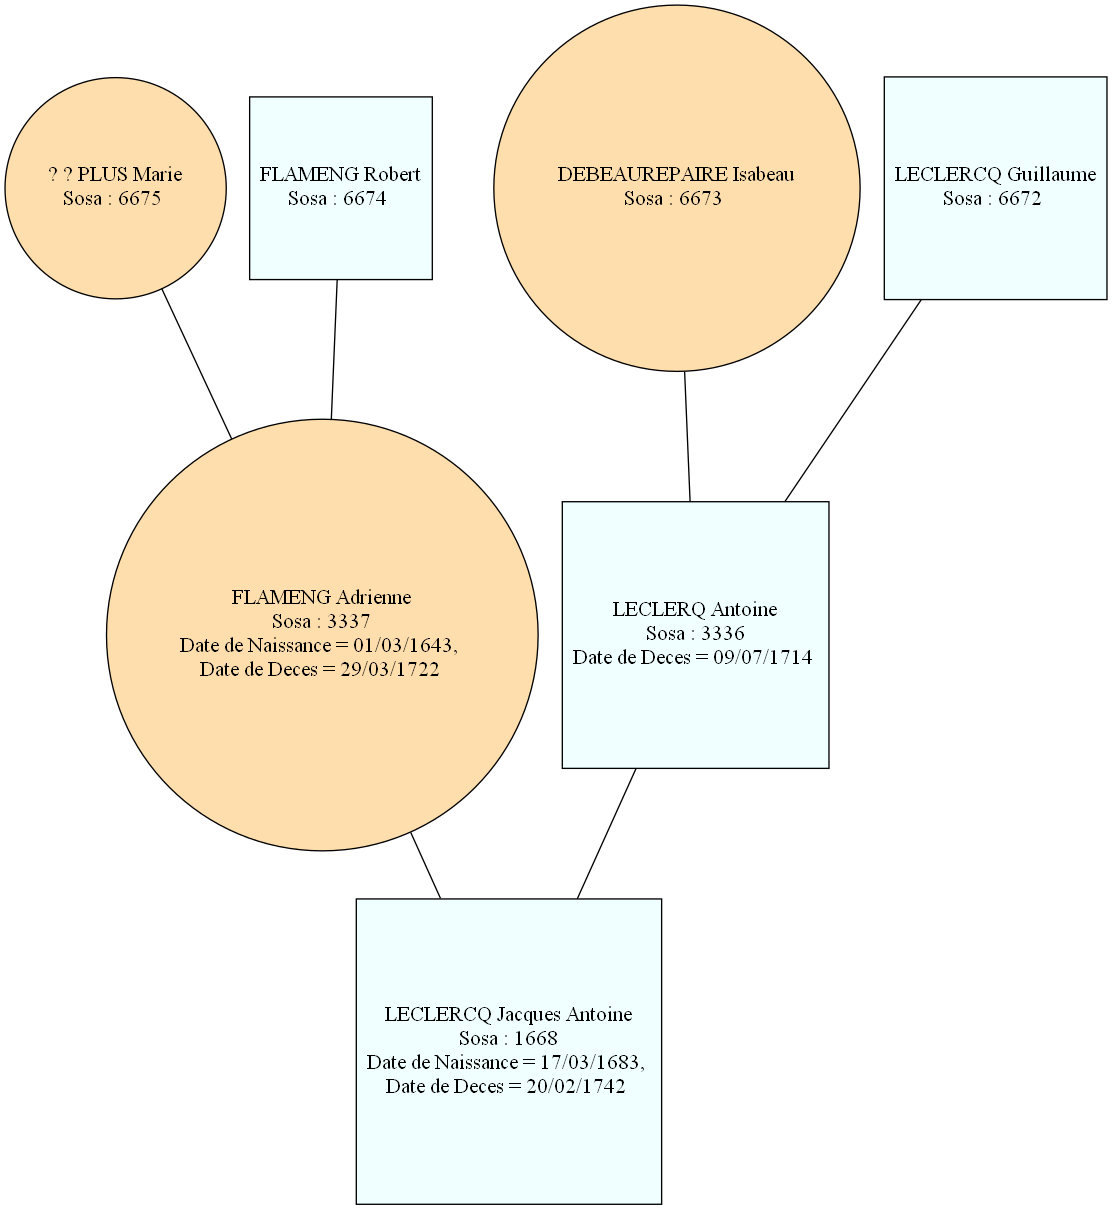 ? ? PLUS Marie
Sosa : 6675
FLAMENG Robert
Sosa : 6674
DEBEAUREPAIRE Isabeau
Sosa : 6673
LECLERCQ Guillaume
Sosa : 6672
FLAMENG Adrienne
Sosa : 3337
Date de Naissance = 01/03/1643,
Date de Deces = 29/03/1722
LECLERQ Antoine
Sosa : 3336
Date de Deces = 09/07/1714
LECLERCQ Jacques Antoine
Sosa : 1668
Date de Naissance = 17/03/1683,
Date de Deces = 20/02/1742